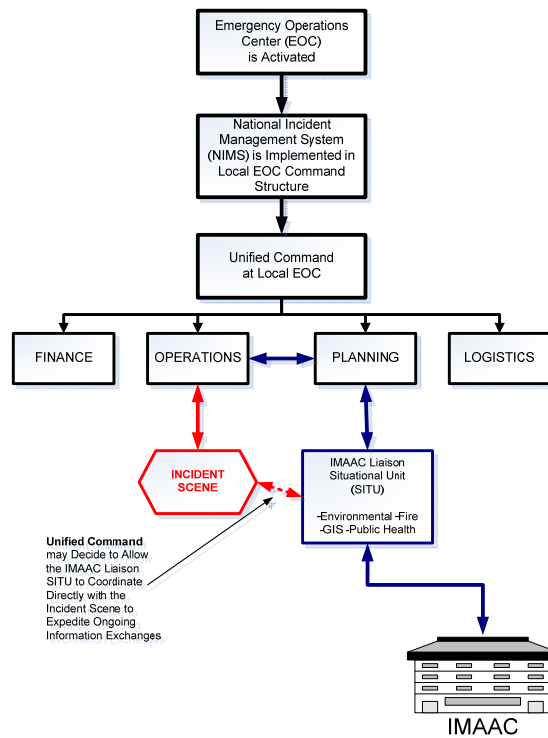 Emergency Operations
Center (EOC)
is Activated
National Incident
Management System
(NIMS) is Implemented in
Local EOC Command
Structure
Unified Command
at Local EOC
FINANCE
OPERATIONS
PLANNING
LOGISTICS
INCIDENT
SCENE
IMAAC Liaison
Situational Unit
(SITU)
-Environmental -Fire
-GIS -Public Health
Unified Command
may Decide to Allow
the IMAAC Liaison
SITU to Coordinate
Directly with the
Incident Scene to
Expedite Ongoing
Information Exchanges
IMAAC